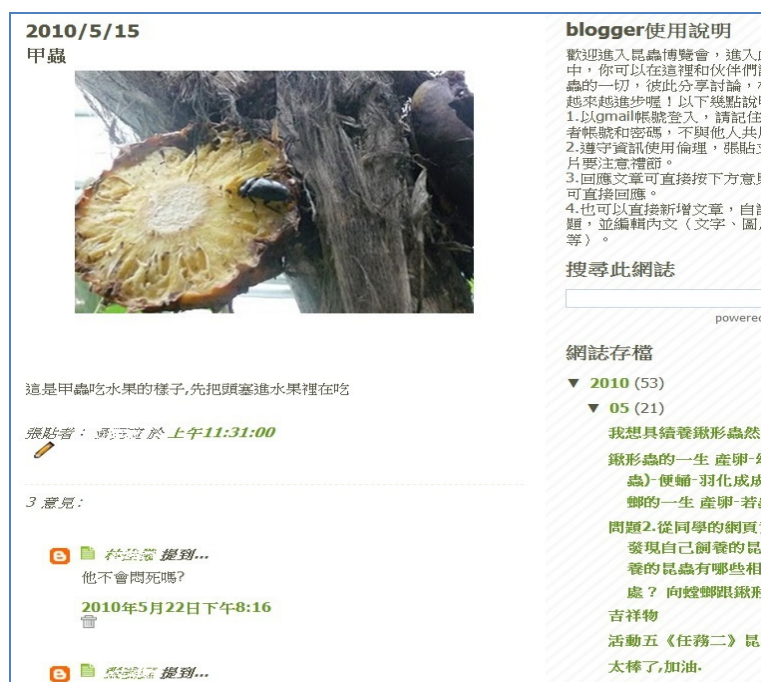 2010/5/15
甲蟲
這是甲蟲吃水果的樣子,先把頭塞進水果裡在吃
張貼者： 於 上午11:31:00
3 意見:
提到...
他不會悶死嗎?
2010年5月22日下午8:16
提到...
blogger使用說明
歡迎進入昆蟲博覽會，進入
中，你可以在這裡和伙伴們
蟲的一切，彼此分享討論，
越來越進步喔！以下幾點說
1.以gmail帳號登入，請記住
者帳號和密碼，不與他人共
2.遵守資訊使用倫理，張貼
片要注意禮節。
3.回應文章可直接按下方意
可直接回應。
4.也可以直接新增文章，自
題，並編輯內文（文字、圖
等）。
搜尋此網誌
powered
網誌存檔
▼ 2010 (53)
▼ 05 (21)
我想具續養鍬形蟲然
鍬形蟲的一生 產卵-
蟲)-便蛹-羽化成
螂的一生 產卵-若
問題2.從同學的網頁
發現自己飼養的昆
養的昆蟲有哪些相
處？ 向螳螂跟鍬形
吉祥物
活動五《任務二》昆
太棒了,加油.